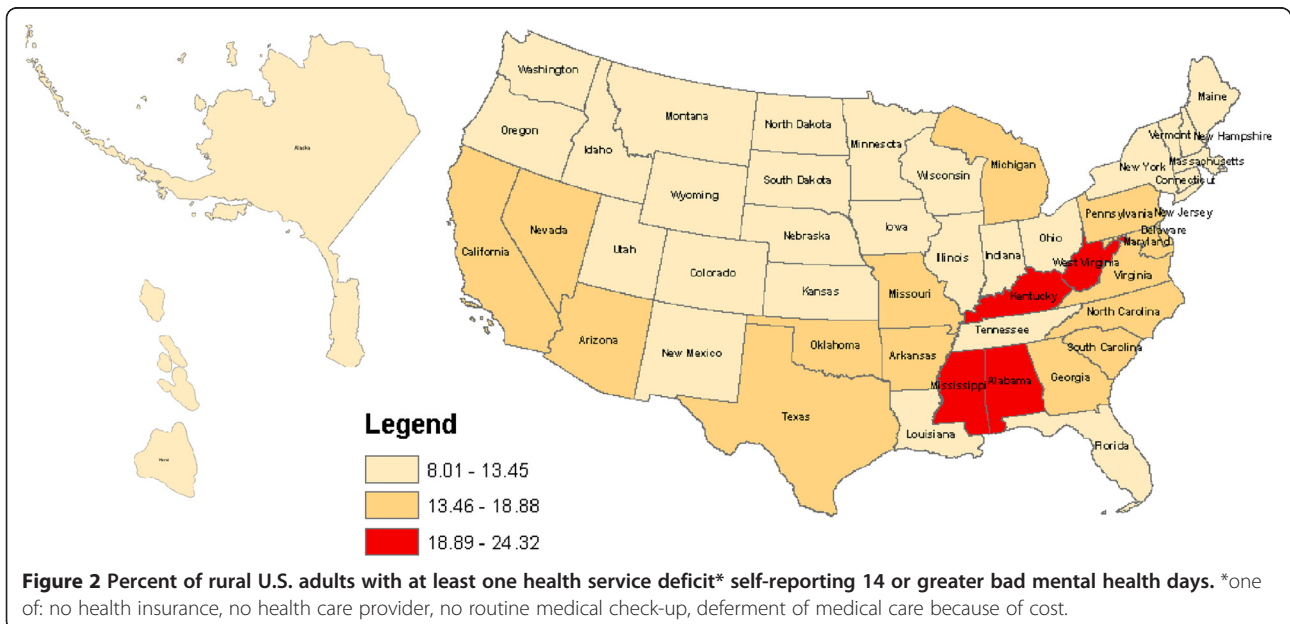 Washington
Montana
North Dakota
Minnesota
Maine
Oregon
Idaho
Vermont
New Hampshire
Alaska
Wyoming
South Dakota
Wisconsin
Michigan
New York
Massachusetts
Connecticut
Nevada
Nebraska
Iowa
Pennsylvania
New Jersey
California
Utah
Colorado
Kansas
Illinois
Indiana
Ohio
Delaware
Maryland
West Virginia
Virginia
Missouri
Kentucky
Arizona
New Mexico
Oklahoma
Arkansas
Tennessee
North Carolina
South Carolina
Mississippi
Alabama
Georgia
Texas
Louisiana
Florida
Legend
8.01 - 13.45
13.46 - 18.88
18.89 - 24.32
Figure 2 Percent of rural U.S. adults with at least one health service deficit* self-reporting 14 or greater bad mental health days. *one
of: no health insurance, no health care provider, no routine medical check-up, deferment of medical care because of cost.